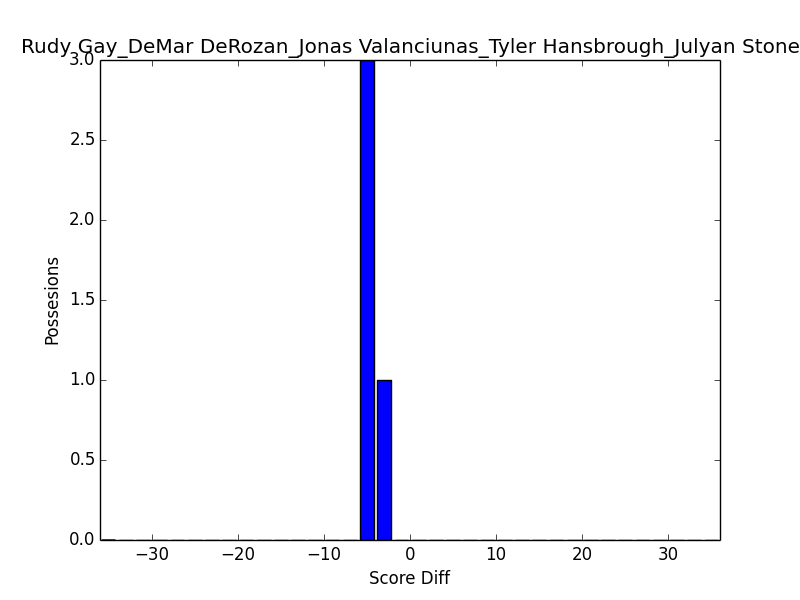 Rudy Gay_DeMar DeRozan_Jonas Valanciunas_Tyler Hansbrough_Julyan Stone
3.0
2.5
2.0
1.5
1.0
0.5
0.0
Possesions
−30 −20 −10 0 10 20 30
Score Diff